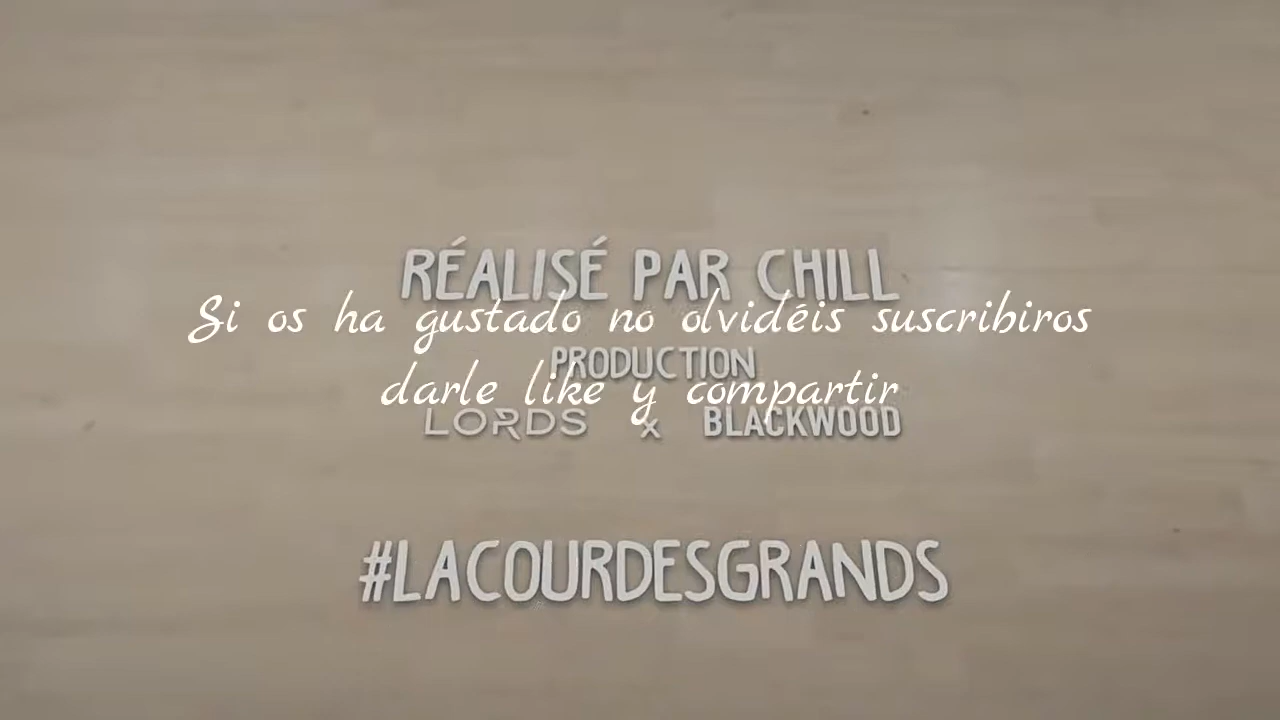 RÉALISÉ PAR CHILL
Si os ha gustado no olvidéis suscribiros
PRODUCTION
darle like y compartir
LORDS x BLACKWOOD
#LACOURDESGRANDS